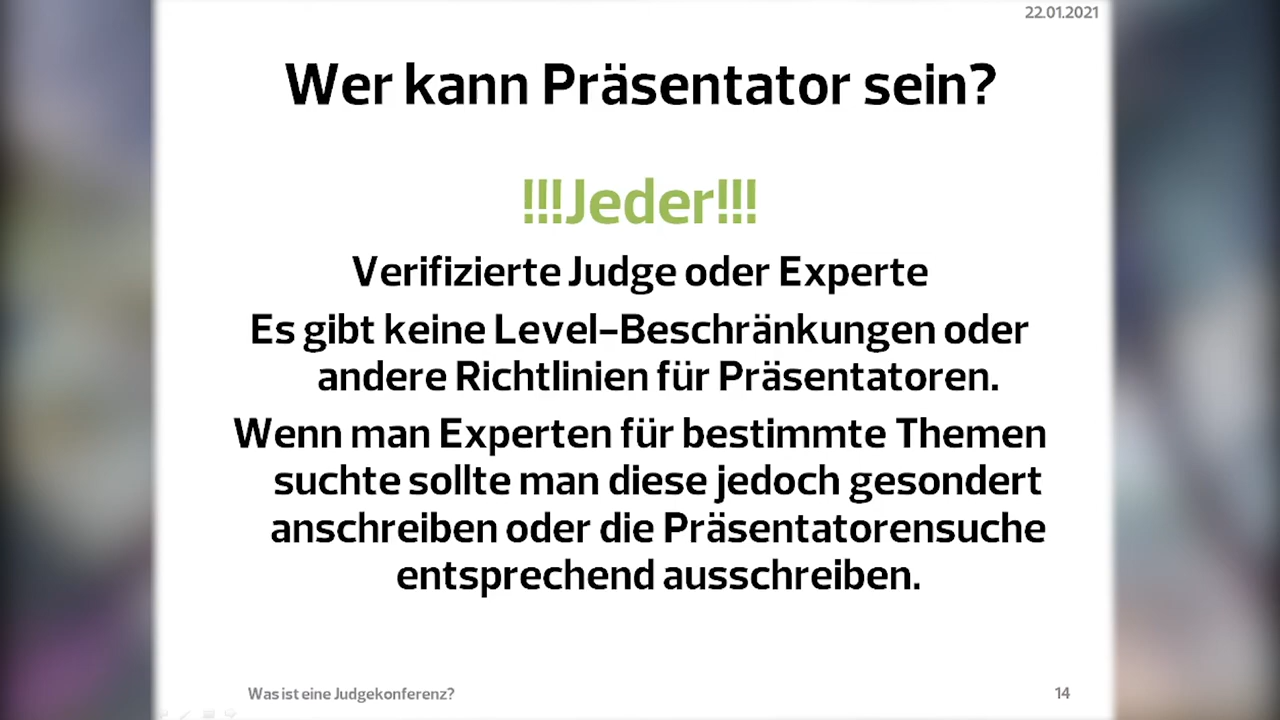 22.01.2021
Wer kann Präsentator sein?
!!!Jeder!!!
Verifizierte Judge oder Experte
Es gibt keine Level-Beschränkungen oder
andere Richtlinien für Präsentatoren.
Wenn man Experten für bestimmte Themen
suchte sollte man diese jedoch gesondert
anschreiben oder die Präsentatorensuche
entsprechend ausschreiben.
Was ist eine Judgekonferenz?
14